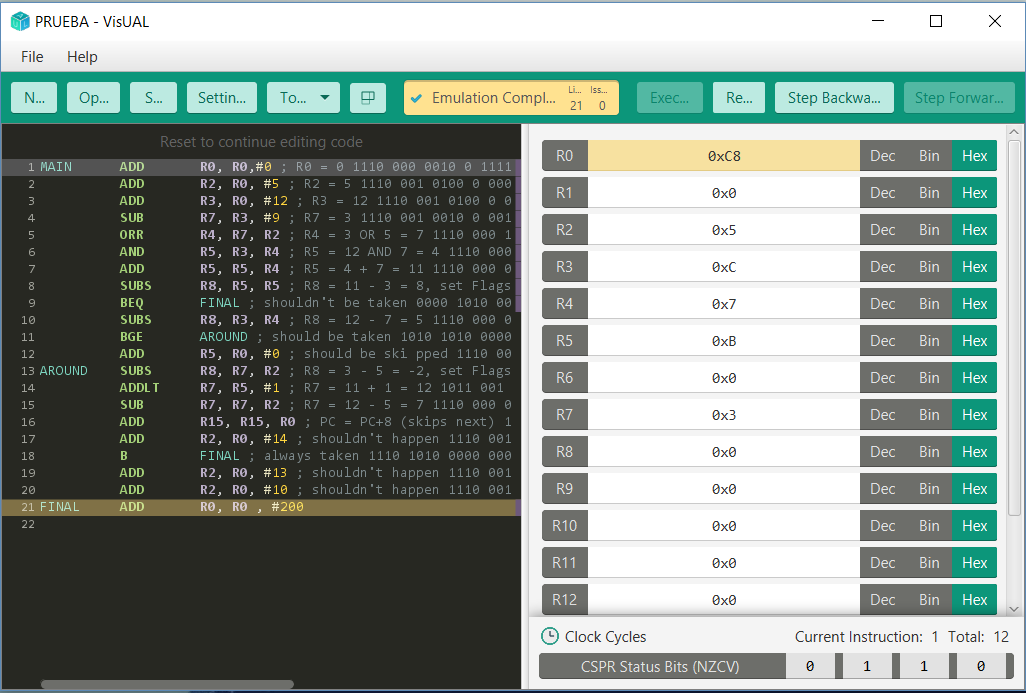 PRUEBA - VisUAL
File Help
N... Op... S... Settin... To... Emulation Compl... Li... Iss... 21 0 Exec... Re... Step Backwa... Step Forwar...
Reset to continue editing code
1 MAIN ADD R0, R0,#0 ; R0 = 0 1110 000 0010 0 1111
2 ADD R2, R0, #5 ; R2 = 5 1110 001 0100 0 000
3 ADD R3, R0, #12 ; R3 = 12 1110 001 0100 0 0
4 SUB R7, R3, #9 ; R7 = 3 1110 001 0010 0 001
5 ORR R4, R7, R2 ; R4 = 3 OR 5 = 7 1110 000 1
6 AND R5, R3, R4 ; R5 = 12 AND 7 = 4 1110 000
7 ADD R5, R5, R4 ; R5 = 4 + 7 = 11 1110 000 0
8 SUBS R8, R5, R5 ; R8 = 11 - 3 = 8, set Flags
9 BEQ FINAL ; shouldn't be taken 0000 1010 00
10 SUBS R8, R3, R4 ; R8 = 12 - 7 = 5 1110 000 0
11 BGE AROUND ; should be taken 1010 1010 0000
12 ADD R5, R0, #0 ; should be ski pped 1110 00
13 AROUND SUBS R8, R7, R2 ; R8 = 3 - 5 = -2, set Flags
14 ADDLT R7, R5, #1 ; R7 = 11 + 1 = 12 1011 001
15 SUB R7, R7, R2 ; R7 = 12 - 5 = 7 1110 000 0
16 ADD R15, R15, R0 ; PC = PC+8 (skips next) 1
17 ADD R2, R0, #14 ; shouldn't happen 1110 001
18 B FINAL ; always taken 1110 1010 0000 000
19 ADD R2, R0, #13 ; shouldn't happen 1110 001
20 ADD R2, R0, #10 ; shouldn't happen 1110 001
21 FINAL ADD R0, R0 , #200
22
R0 0xC8 Dec Bin Hex
R1 0x0 Dec Bin Hex
R2 0x5 Dec Bin Hex
R3 0xC Dec Bin Hex
R4 0x7 Dec Bin Hex
R5 0xB Dec Bin Hex
R6 0x0 Dec Bin Hex
R7 0x3 Dec Bin Hex
R8 0x0 Dec Bin Hex
R9 0x0 Dec Bin Hex
R10 0x0 Dec Bin Hex
R11 0x0 Dec Bin Hex
R12 0x0 Dec Bin Hex
Clock Cycles Current Instruction: 1 Total: 12
CSPR Status Bits (NZCV) 0 1 1 0